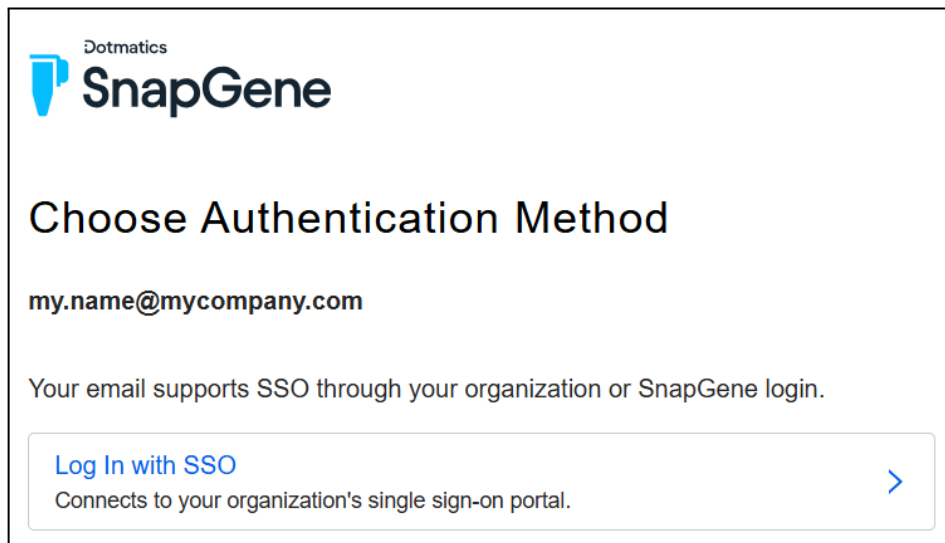 Dotmatics
SnapGene
Choose Authentication Method
my.name@mycompany.com
Your email supports SSO through your organization or SnapGene login.
Log In with SSO
Connects to your organization's single sign-on portal.